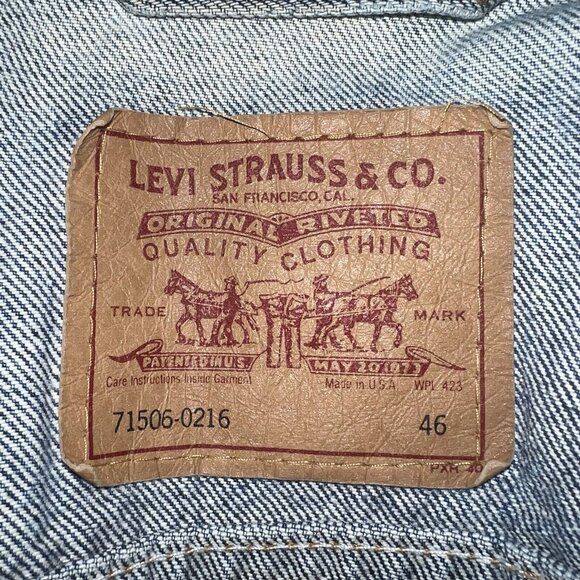 LEVI STRAUSS & CO.
SAN FRANCISCO, CAL.
ORIGINAL RIVETED
QUALITY CLOTHING
TRADE MARK
PATENTED IN U.S. MAY 20 1873
Care Instructions Inside Garment Made in U.S.A WPL 423
71506-0216 46